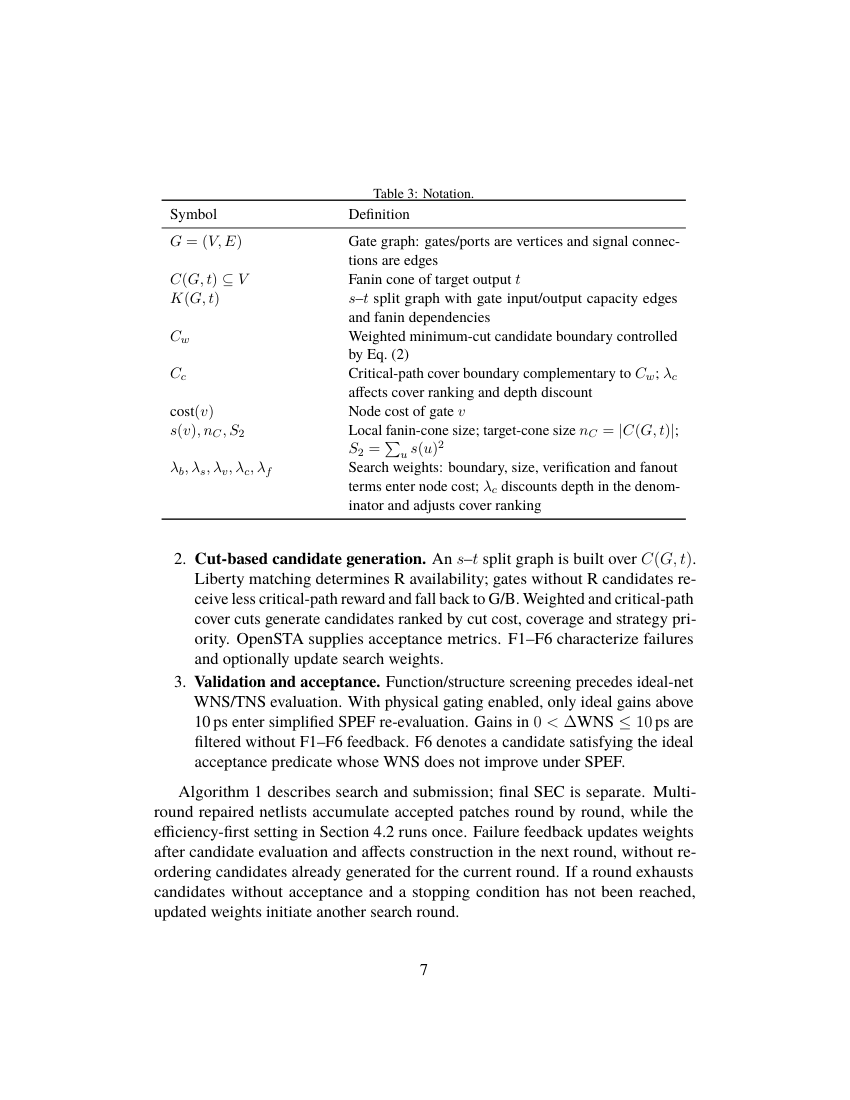 Table 3: Notation.
Symbol Definition
G = (V, E) Gate graph: gates/ports are vertices and signal connec-
tions are edges
C(G, t) ⊆ V Fanin cone of target output t
K(G, t) s–t split graph with gate input/output capacity edges
and fanin dependencies
C_w Weighted minimum-cut candidate boundary controlled
by Eq. (2)
C_c Critical-path cover boundary complementary to C_w; λ_c
affects cover ranking and depth discount
cost(v) Node cost of gate v
s(v), n_C, S_2 Local fanin-cone size; target-cone size n_C = |C(G, t)|;
S_2 = ∑_u s(u)^2
λ_b, λ_s, λ_v, λ_c, λ_f Search weights: boundary, size, verification and fanout
terms enter node cost; λ_c discounts depth in the denom-
inator and adjusts cover ranking
2. Cut-based candidate generation. An s–t split graph is built over C(G, t).
Liberty matching determines R availability; gates without R candidates re-
ceive less critical-path reward and fall back to G/B. Weighted and critical-path
cover cuts generate candidates ranked by cut cost, coverage and strategy pri-
ority. OpenSTA supplies acceptance metrics. F1–F6 characterize failures
and optionally update search weights.
3. Validation and acceptance. Function/structure screening precedes ideal-net
WNS/TNS evaluation. With physical gating enabled, only ideal gains above
10 ps enter simplified SPEF re-evaluation. Gains in 0 < ΔWNS ≤ 10 ps are
filtered without F1–F6 feedback. F6 denotes a candidate satisfying the ideal
acceptance predicate whose WNS does not improve under SPEF.
Algorithm 1 describes search and submission; final SEC is separate. Multi-
round repaired netlists accumulate accepted patches round by round, while the
efficiency-first setting in Section 4.2 runs once. Failure feedback updates weights
after candidate evaluation and affects construction in the next round, without re-
ordering candidates already generated for the current round. If a round exhausts
candidates without acceptance and a stopping condition has not been reached,
updated weights initiate another search round.
7